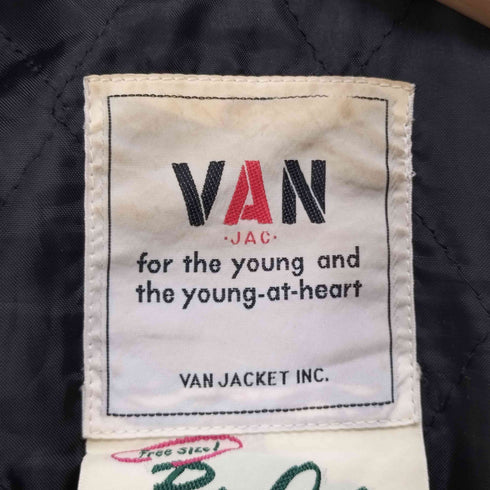 VAN
·JAC·
for the young and
the young-at-heart
VAN JACKET INC.
Free Size!